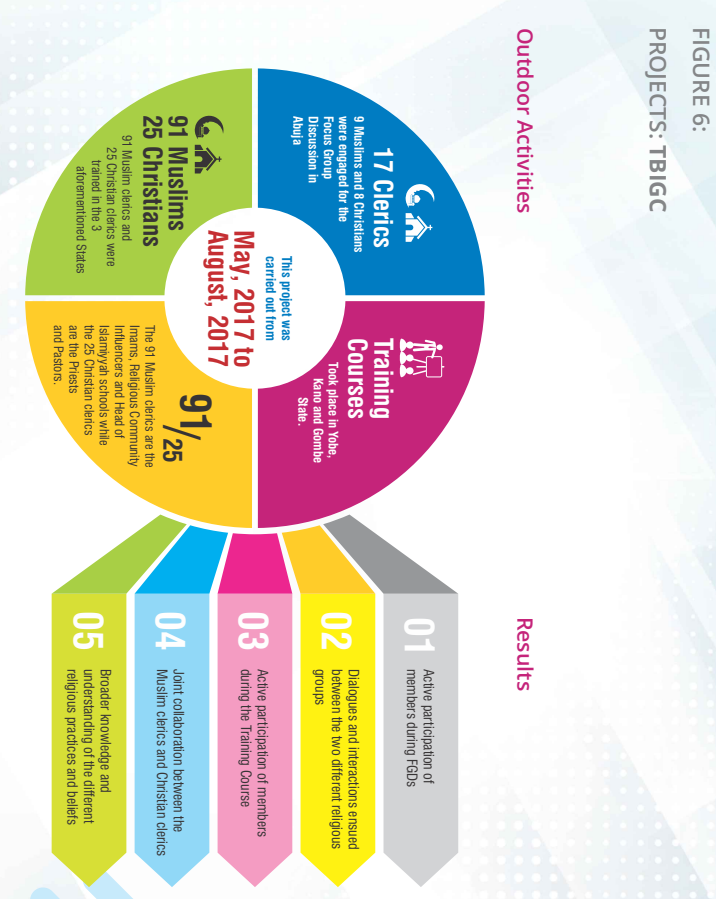 FIGURE 6:
PROJECTS: TBIGC
Outdoor Activities
17 Clerics
9 Muslims and 8 Christians
were engaged for the
Focus Group
Discussion in
Abuja
Training
Courses
Took place in Yobe,
Kano and Gombe
State.
91 Muslims
25 Christians
91 Muslim clerics and
25 Christian clerics were
trained in the 3
aforementioned States
91/25
The 91 Muslim clerics are the
Imams, Religious Community
Influencers and Head of
Islamiyyah schools while
the 25 Christian clerics
are the Priests
and Pastors.
This project was
carried out from
May, 2017 to
August, 2017
Results
01
Active participation of
members during FGDs
02
Dialogues and interactions ensued
between the two different religious
groups
03
Active participation of members
during the Training Course
04
Joint collaboration between the
Muslim clerics and Christian clerics
05
Broader knowledge and
understanding of the different
religious practices and beliefs